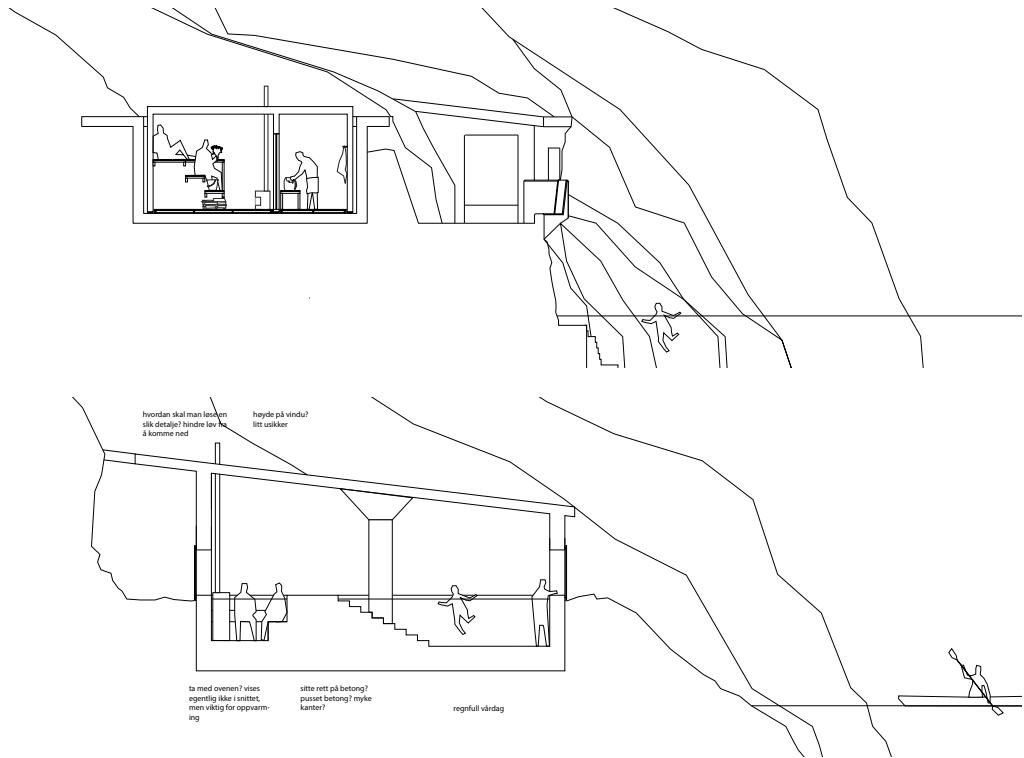 hvordan skal man løse en
slik detalje? hindre løv fra
å komme ned
høyde på vindu?
litt usikker
ta med ovenen? vises
egentlig ikke i snittet,
men viktig for oppvarm-
ing
sitte rett på betong?
pusset betong? myke
kanter?
regnfull vårdag